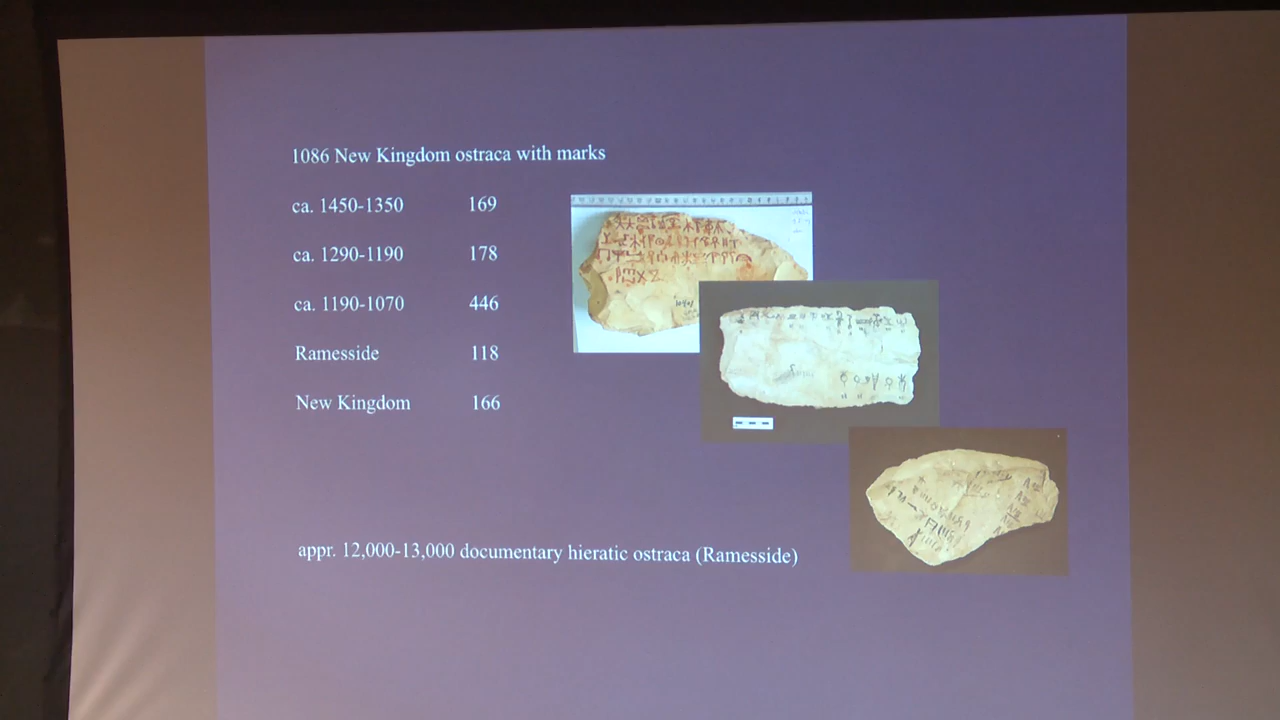 1086 New Kingdom ostraca with marks
ca. 1450-1350 169
ca. 1290-1190 178
ca. 1190-1070 446
Ramesside 118
New Kingdom 166
appr. 12,000-13,000 documentary hieratic ostraca (Ramesside)